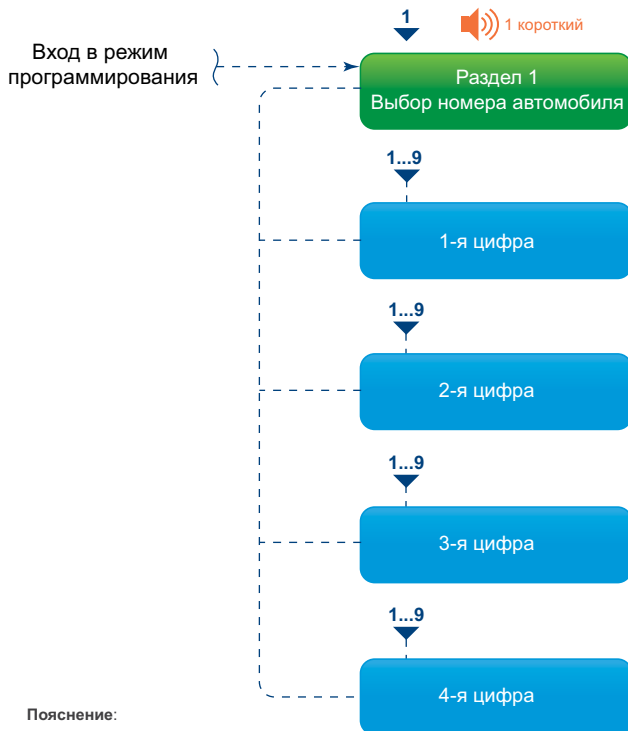 1
1 короткий
Вход в режим
программирования
Раздел 1
Выбор номера автомобиля
1...9
1-я цифра
1...9
2-я цифра
1...9
3-я цифра
1...9
4-я цифра
Пояснение: